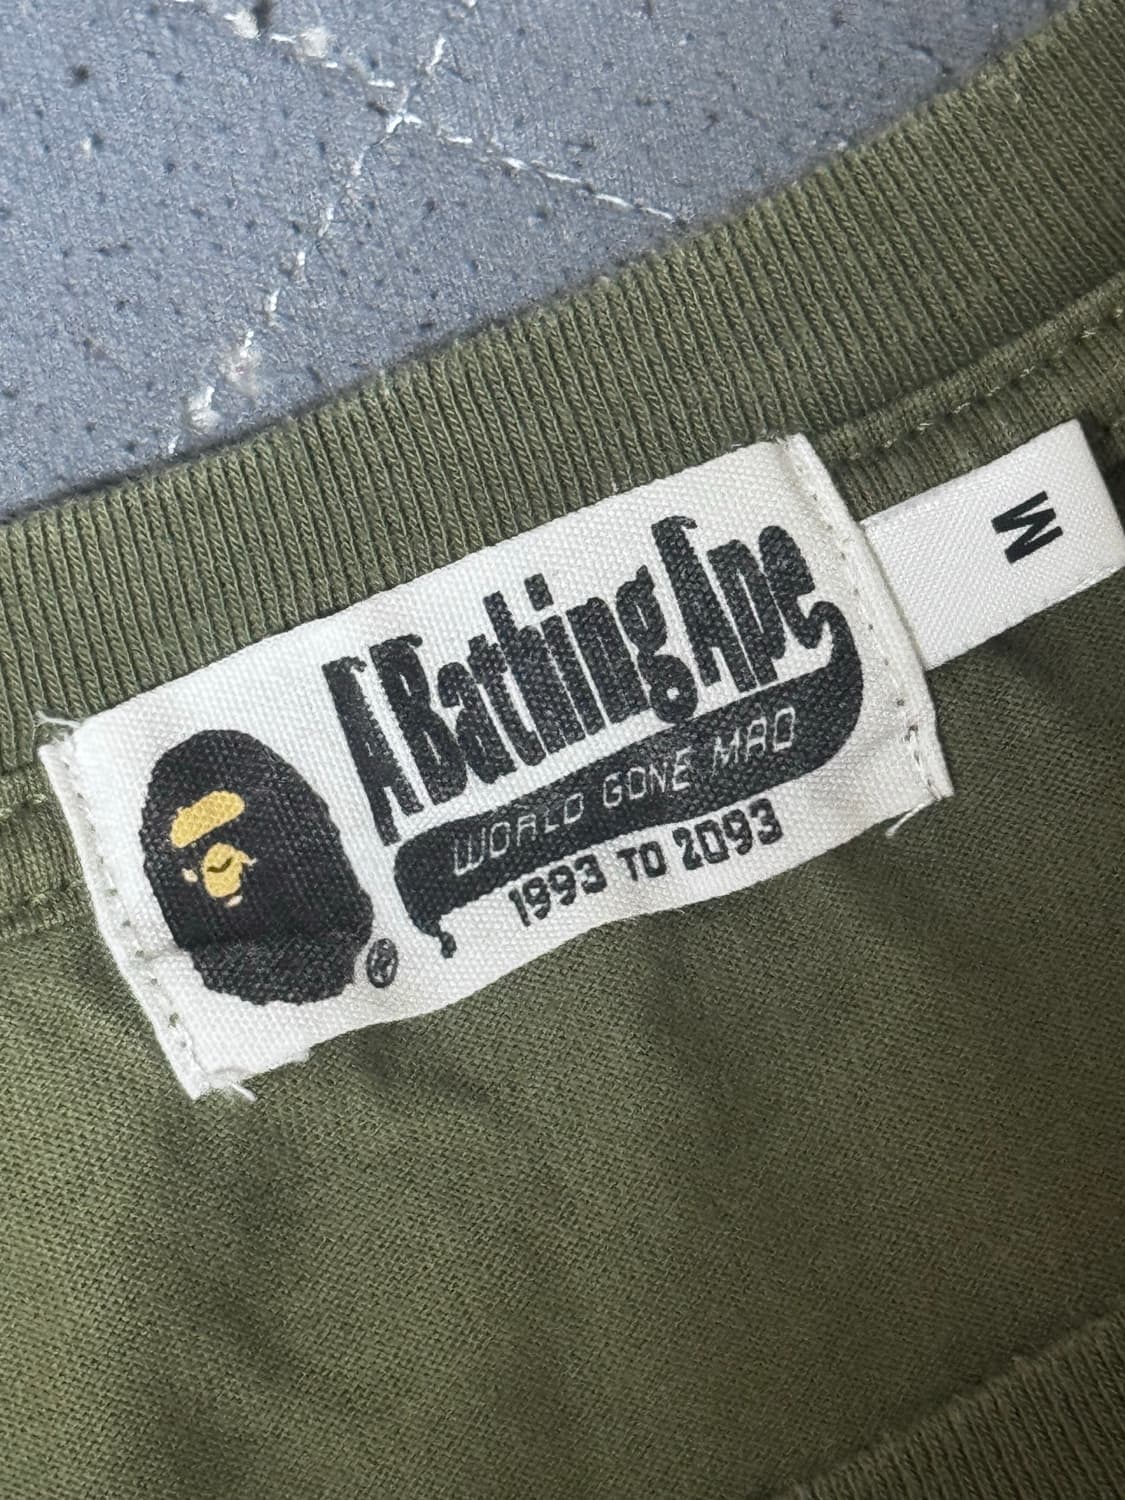 A Bathing Ape
WORLD GONE MAD
1993 TO 2093
®
M